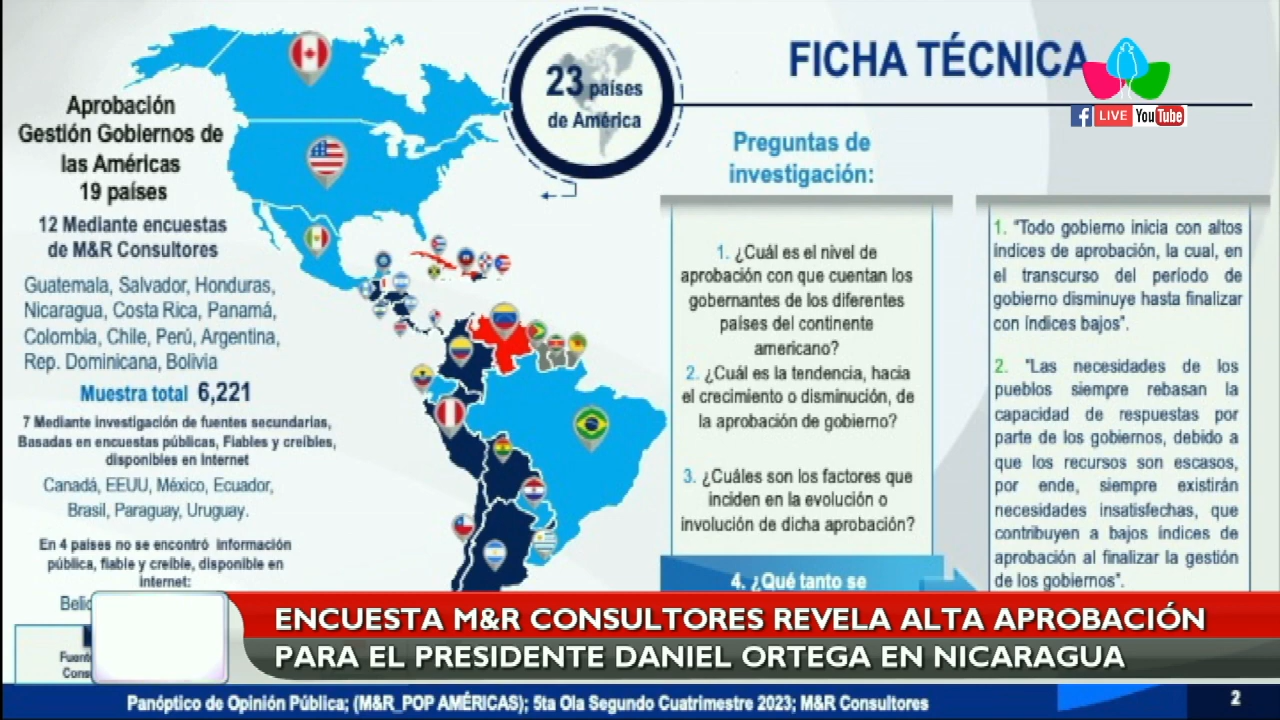 FICHA TÉCNICA
23 países
de América
LIVE
YouTube
Aprobación
Gestión Gobiernos de
las Américas
19 países
12 Mediante encuestas
de M&R Consultores
Guatemala, Salvador, Honduras,
Nicaragua, Costa Rica, Panamá,
Colombia, Chile, Perú, Argentina,
Rep. Dominicana, Bolivia
Muestra total 6,221
7 Mediante investigación de fuentes secundarias,
Basadas en encuestas públicas, Fiables y creíbles,
disponibles en Internet
Canadá, EEUU, México, Ecuador,
Brasil, Paraguay, Uruguay.
En 4 países no se encontró información
pública, fiable y creíble, disponible en
internet:
Preguntas de
investigación:
1. ¿Cuál es el nivel de
aprobación con que cuentan los
gobernantes de los diferentes
países del continente
americano?
2. ¿Cuál es la tendencia, hacia
el crecimiento o disminución, de
la aprobación de gobierno?
3. ¿Cuáles son los factores que
inciden en la evolución o
involución de dicha aprobación?
4. ¿Qué tanto se
1. "Todo gobierno inicia con altos
índices de aprobación, la cual, en
el transcurso del período de
gobierno disminuye hasta finalizar
con índices bajos".
2. "Las necesidades de los
pueblos siempre rebasan la
capacidad de respuestas por
parte de los gobiernos, debido a
que los recursos son escasos,
por ende, siempre existirán
necesidades insatisfechas, que
contribuyen a bajos índices de
aprobación al finalizar la gestión
de los gobiernos".
ENCUESTA M&R CONSULTORES REVELA ALTA APROBACIÓN
PARA EL PRESIDENTE DANIEL ORTEGA EN NICARAGUA
Panóptico de Opinión Pública; (M&R_POP AMÉRICAS); 5ta Ola Segundo Cuatrimestre 2023; M&R Consultores
2